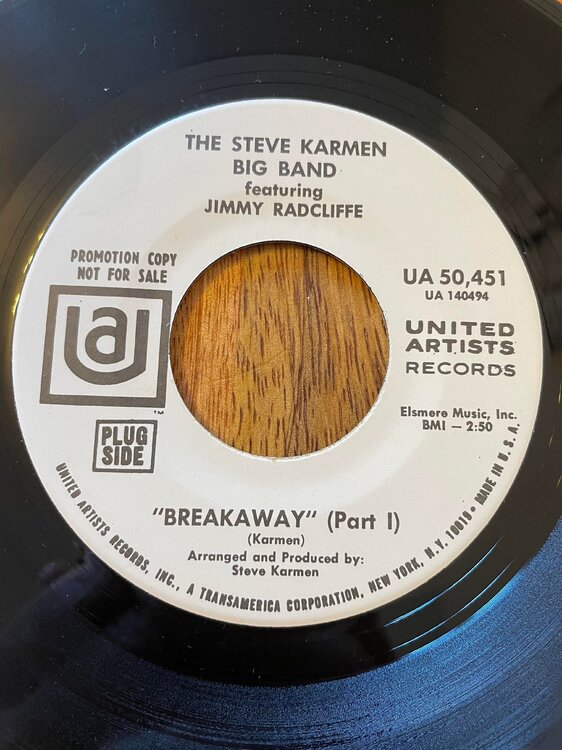 THE STEVE KARMEN
BIG BAND
featuring
JIMMY RADCLIFFE
PROMOTION COPY
NOT FOR SALE
UA 50,451
UA 140494
UA
™
UNITED
ARTISTS
RECORDS
PLUG
SIDE
Elsmere Music, Inc.
BMI — 2:50
"BREAKAWAY" (Part I)
(Karmen)
Arranged and Produced by:
Steve Karmen
UNITED ARTISTS RECORDS, INC., A TRANSAMERICA CORPORATION, NEW YORK, N.Y. 10019 • MADE IN U.S.A.